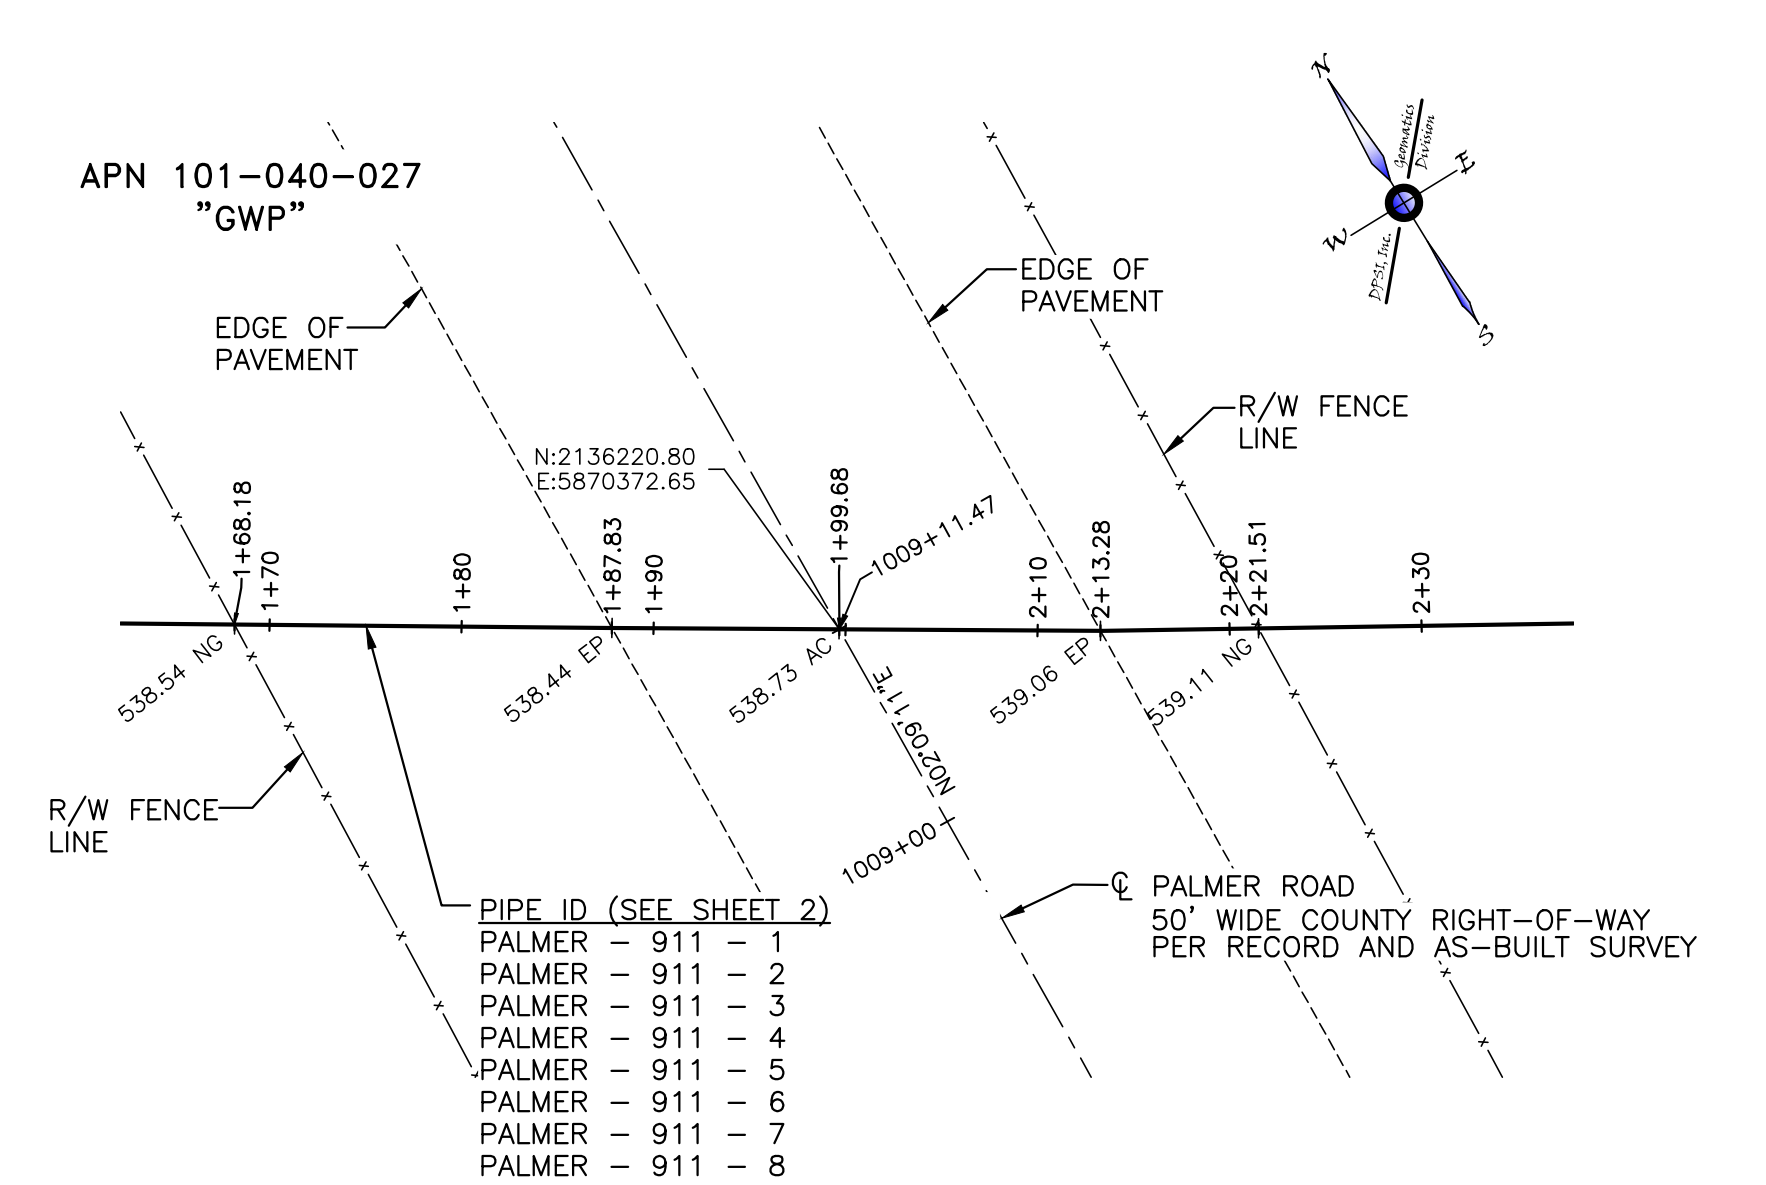 N
Geomatics
Division
E
W
DPSI, Inc.
S
APN 101-040-027
"GWP"
EDGE OF
PAVEMENT
EDGE OF
PAVEMENT
R/W FENCE
LINE
N:2136220.80
E:5870372.65
1+68.18
1+70
1+80
1+87.83
1+90
1+99.68
1009+11.47
2+10
2+13.28
2+20
2+21.51
2+30
538.54 NG
538.44 EP
538.73 AC
539.06 EP
539.11 NG
N02°09'11"E
1009+00
R/W FENCE
LINE
℄ PALMER ROAD
50' WIDE COUNTY RIGHT-OF-WAY
PER RECORD AND AS-BUILT SURVEY
PIPE ID (SEE SHEET 2)
PALMER - 911 - 1
PALMER - 911 - 2
PALMER - 911 - 3
PALMER - 911 - 4
PALMER - 911 - 5
PALMER - 911 - 6
PALMER - 911 - 7
PALMER - 911 - 8